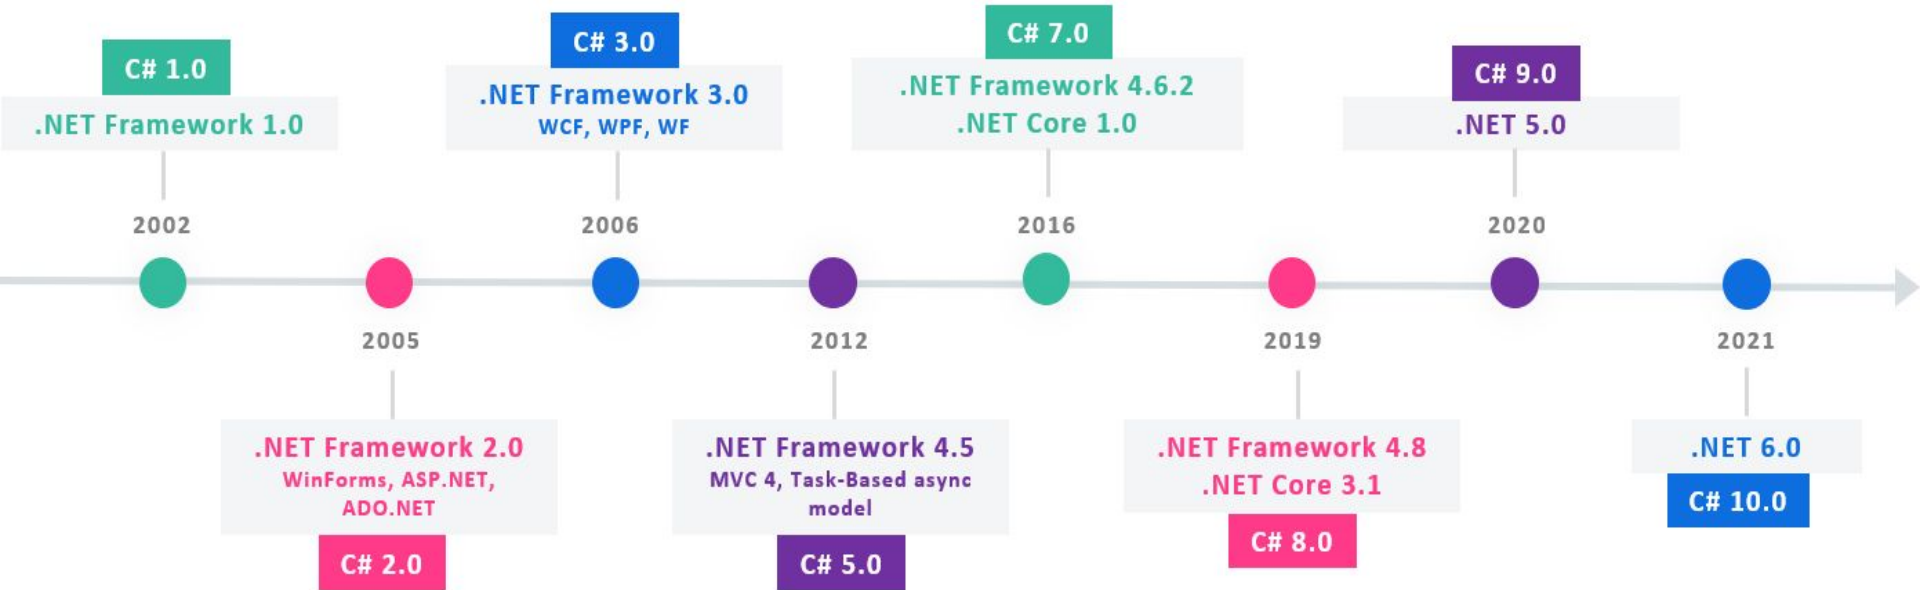 C# 1.0
.NET Framework 1.0
2002
C# 3.0
.NET Framework 3.0
WCF, WPF, WF
2006
C# 7.0
.NET Framework 4.6.2
.NET Core 1.0
2016
C# 9.0
.NET 5.0
2020
2005
.NET Framework 2.0
WinForms, ASP.NET,
ADO.NET
C# 2.0
2012
.NET Framework 4.5
MVC 4, Task-Based async
model
C# 5.0
2019
.NET Framework 4.8
.NET Core 3.1
C# 8.0
2021
.NET 6.0
C# 10.0